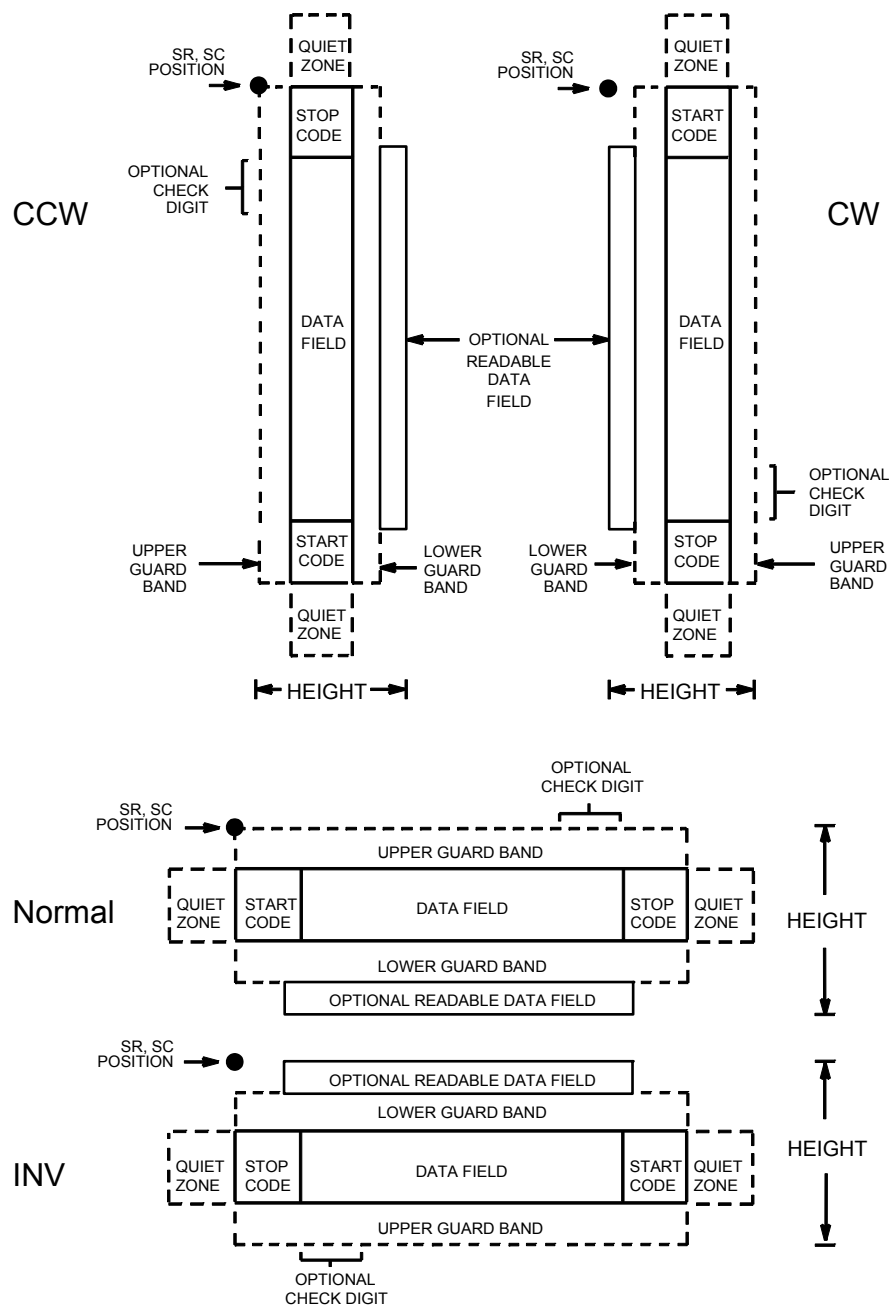 QUIET
ZONE
SR, SC
POSITION
STOP
CODE
OPTIONAL
CHECK
DIGIT
CCW
DATA
FIELD
START
CODE
UPPER
GUARD
BAND
LOWER
GUARD
BAND
QUIET
ZONE
HEIGHT
OPTIONAL
READABLE
DATA
FIELD
QUIET
ZONE
SR, SC
POSITION
START
CODE
CW
DATA
FIELD
OPTIONAL
CHECK
DIGIT
LOWER
GUARD
BAND
STOP
CODE
UPPER
GUARD
BAND
QUIET
ZONE
HEIGHT
OPTIONAL
CHECK DIGIT
SR, SC
POSITION
UPPER GUARD BAND
Normal
QUIET
ZONE
START
CODE
DATA FIELD
STOP
CODE
QUIET
ZONE
HEIGHT
LOWER GUARD BAND
OPTIONAL READABLE DATA FIELD
SR, SC
POSITION
OPTIONAL READABLE DATA FIELD
LOWER GUARD BAND
INV
QUIET
ZONE
STOP
CODE
DATA FIELD
START
CODE
QUIET
ZONE
HEIGHT
UPPER GUARD BAND
OPTIONAL
CHECK DIGIT